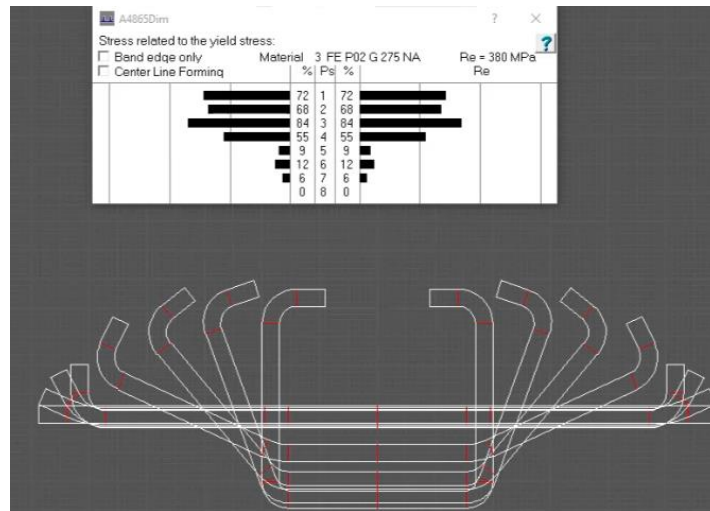 A4865Dim
? ×
Stress related to the yield stress:
Band edge only Material 3 FE P02 G 275 NA Re = 380 MPa
Center Line Forming % Ps % Re
72 1 72
68 2 68
84 3 84
55 4 55
9 5 9
12 6 12
6 7 6
0 8 0
?